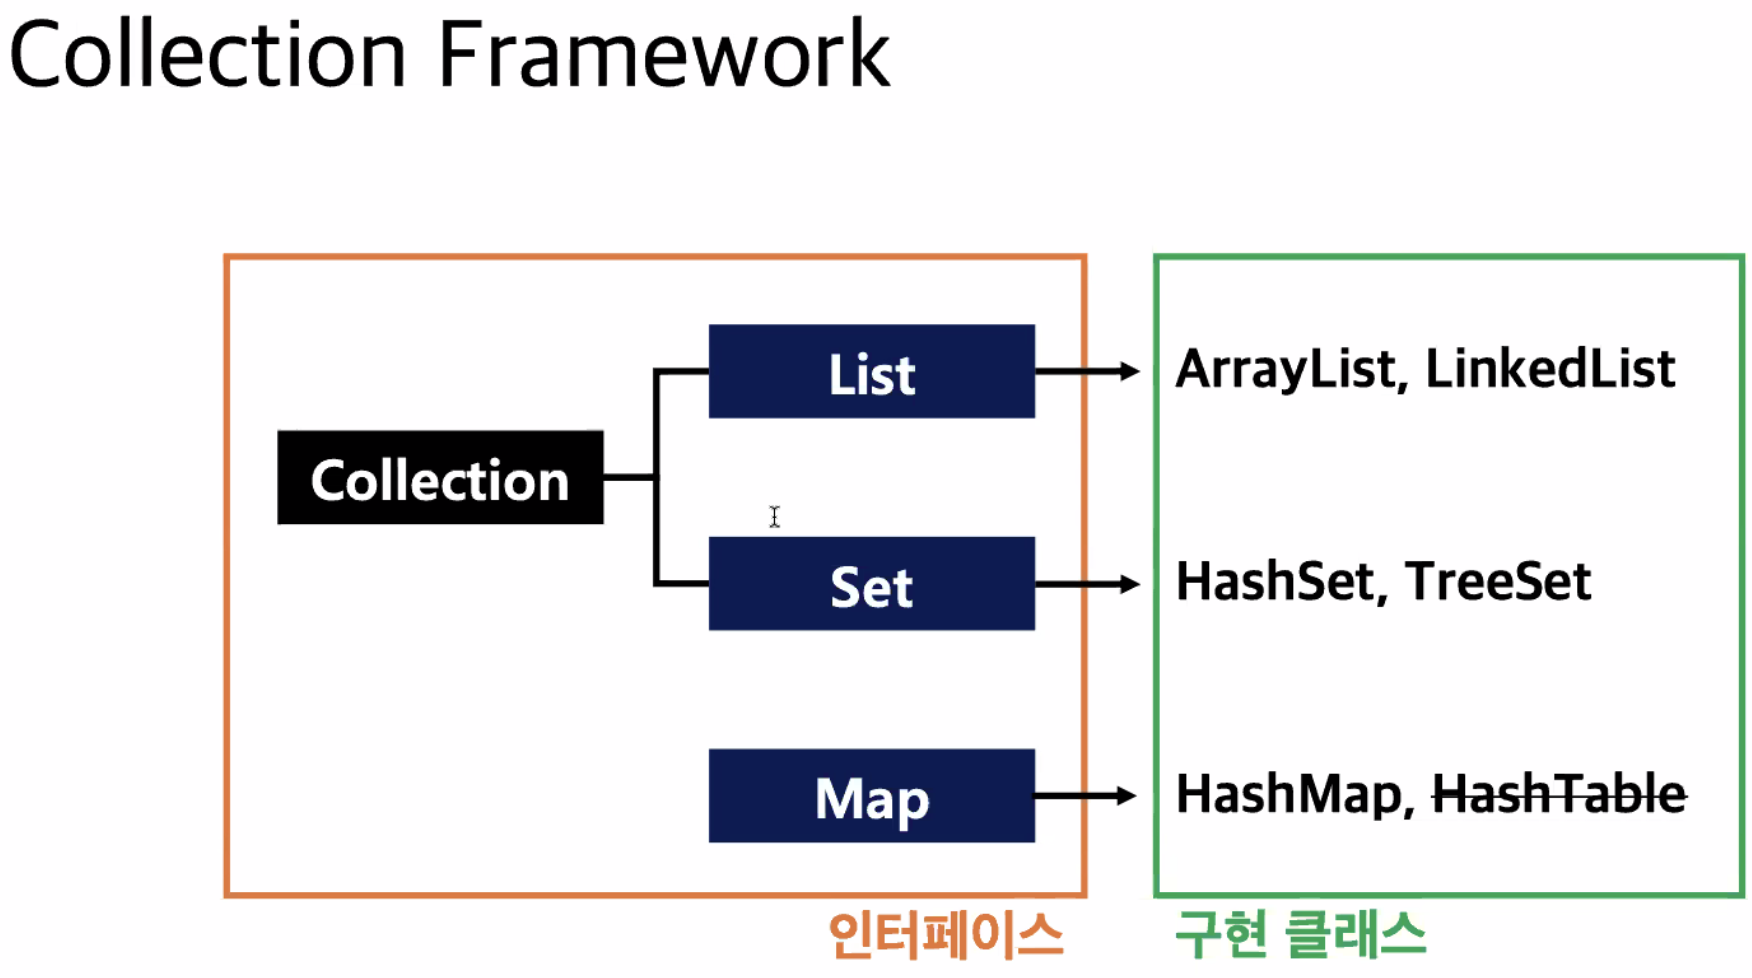 Collection Framework
List
ArrayList, LinkedList
Collection
Set
HashSet, TreeSet
Map
HashMap, HashTable
인터페이스
구현 클래스